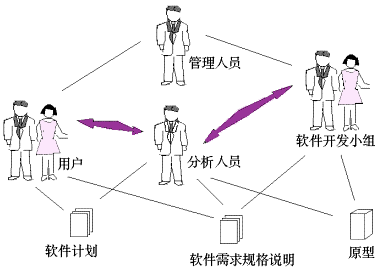 管理人员
软件开发小组
用户
分析人员
软件计划
软件需求规格说明
原型